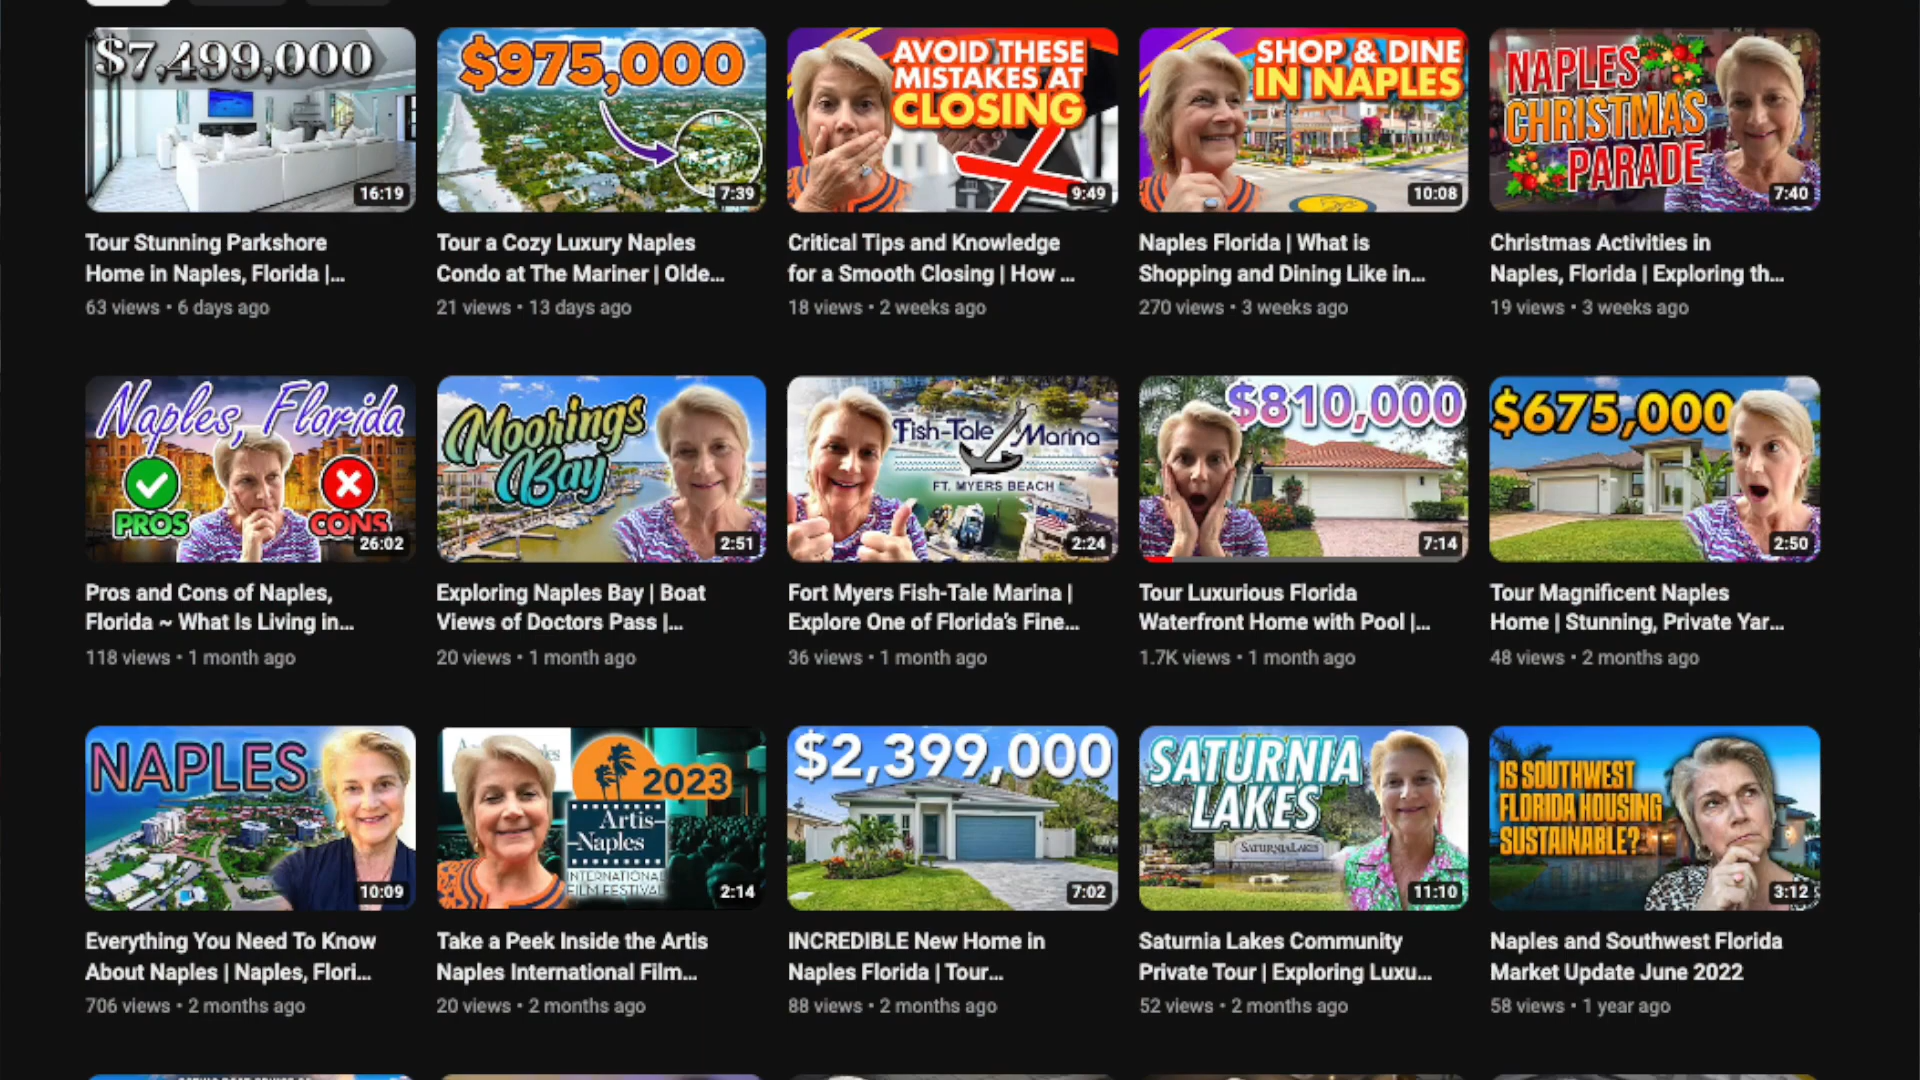 $7,499,000
16:19
Tour Stunning Parkshore
Home in Naples, Florida |...
63 views • 6 days ago
$975,000
7:39
Tour a Cozy Luxury Naples
Condo at The Mariner | Olde...
21 views • 13 days ago
AVOID THESE
MISTAKES AT
CLOSING
9:49
Critical Tips and Knowledge
for a Smooth Closing | How ...
18 views • 2 weeks ago
SHOP & DINE
IN NAPLES
10:08
Naples Florida | What is
Shopping and Dining Like in...
270 views • 3 weeks ago
NAPLES
CHRISTMAS
PARADE
7:40
Christmas Activities in
Naples, Florida | Exploring th...
19 views • 3 weeks ago
Naples, Florida
PROS
CONS
26:02
Pros and Cons of Naples,
Florida ~ What Is Living in...
118 views • 1 month ago
Moorings
Bay
2:51
Exploring Naples Bay | Boat
Views of Doctors Pass |...
20 views • 1 month ago
Fish-Tale Marina
FT. MYERS BEACH
2:24
Fort Myers Fish-Tale Marina |
Explore One of Florida's Fine...
36 views • 1 month ago
$810,000
7:14
Tour Luxurious Florida
Waterfront Home with Pool |...
1.7K views • 1 month ago
$675,000
2:50
Tour Magnificent Naples
Home | Stunning, Private Yar...
48 views • 2 months ago
NAPLES
10:09
Everything You Need To Know
About Naples | Naples, Flori...
706 views • 2 months ago
2023
Artis—
—Naples
INTERNATIONAL
FILM FESTIVAL
2:14
Take a Peek Inside the Artis
Naples International Film...
20 views • 2 months ago
$2,399,000
7:02
INCREDIBLE New Home in
Naples Florida | Tour...
88 views • 2 months ago
SATURNIA
LAKES
SATURNIA LAKES
11:10
Saturnia Lakes Community
Private Tour | Exploring Luxu...
52 views • 2 months ago
IS SOUTHWEST
FLORIDA HOUSING
SUSTAINABLE?
3:12
Naples and Southwest Florida
Market Update June 2022
58 views • 1 year ago